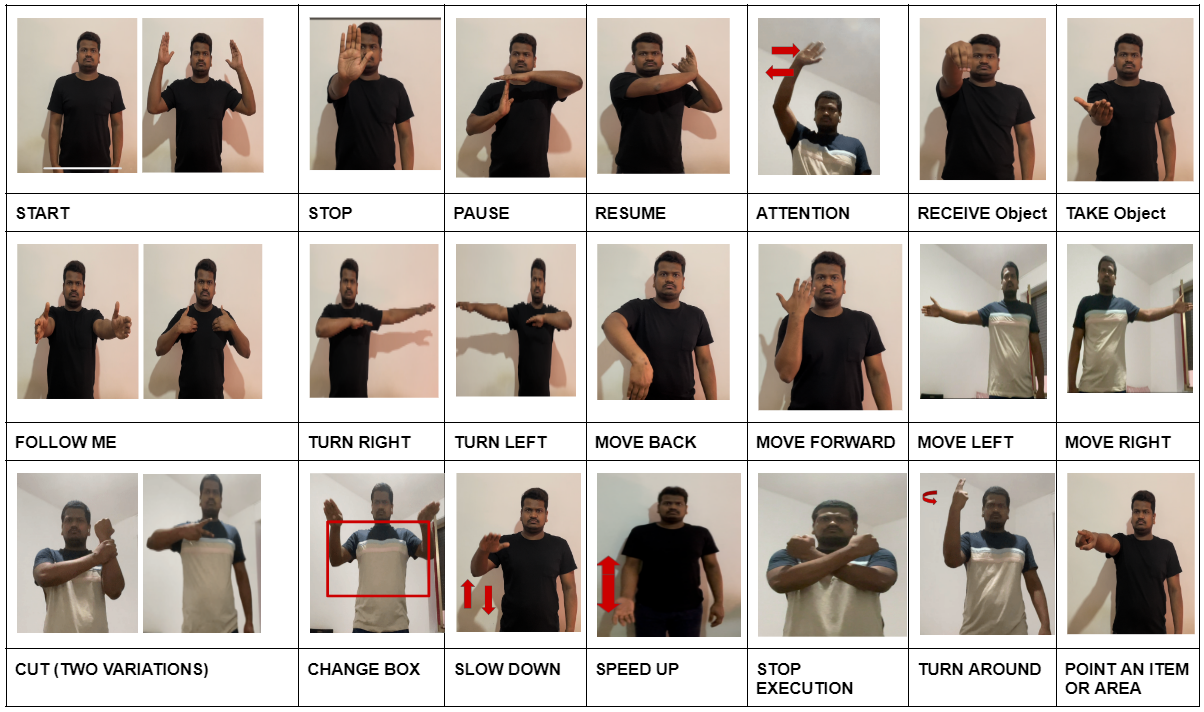 START
STOP
PAUSE
RESUME
ATTENTION
RECEIVE Object
TAKE Object
FOLLOW ME
TURN RIGHT
TURN LEFT
MOVE BACK
MOVE FORWARD
MOVE LEFT
MOVE RIGHT
CUT (TWO VARIATIONS)
CHANGE BOX
SLOW DOWN
SPEED UP
STOP
EXECUTION
TURN AROUND
POINT AN ITEM
OR AREA